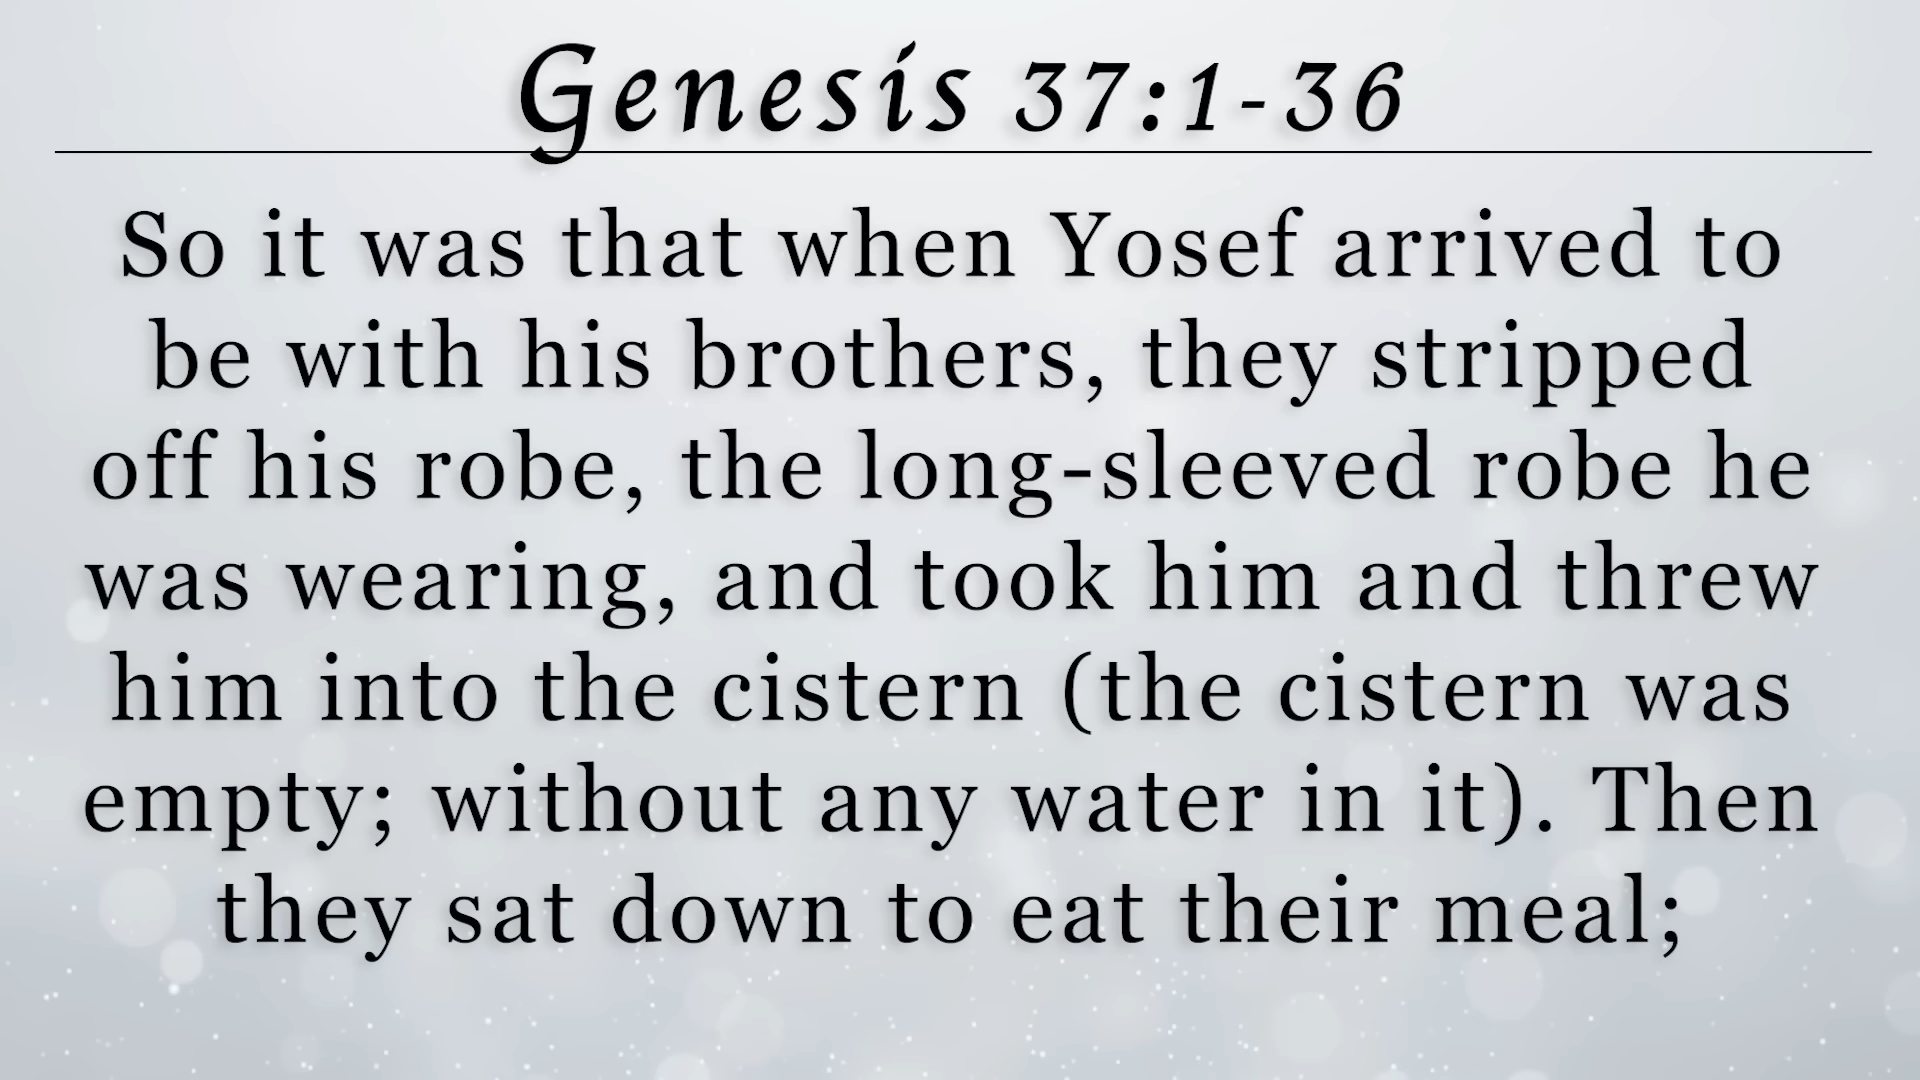 Genesis 37:1-36
So it was that when Yosef arrived to
be with his brothers, they stripped
off his robe, the long-sleeved robe he
was wearing, and took him and threw
him into the cistern (the cistern was
empty; without any water in it). Then
they sat down to eat their meal;